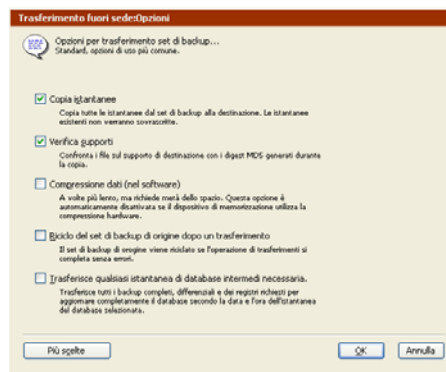 Trasferimento fuori sede:Opzioni
Opzioni per trasferimento set di backup...
Standard, opzioni di uso più comune.
Copia istantanee
Copia tutte le istantanee dal set di backup alla destinazione. Le istantanee
esistenti non verranno sovrascritte.
Verifica supporti
Confronta i file sul supporto di destinazione con i digest MD5 generati durante
la copia.
Compressione dati (nel software)
A volte più lento, ma richiede metà dello spazio. Questa opzione è
automaticamente disattivata se il dispositivo di memorizzazione utilizza la
compressione hardware.
Riciclo del set di backup di origine dopo un trasferimento
Il set di backup di origine viene riciclato se l'operazione di trasferimenti si
completa senza errori.
Trasferisce qualsiasi istantanea di database intermedi necessaria.
Trasferisce tutti i backup completi, differenziali e dei registri richiesti per
aggiornare completamente il database secondo la data e l'ora dell'istantanea
del database selezionata.
Più scelte
OK
Annulla